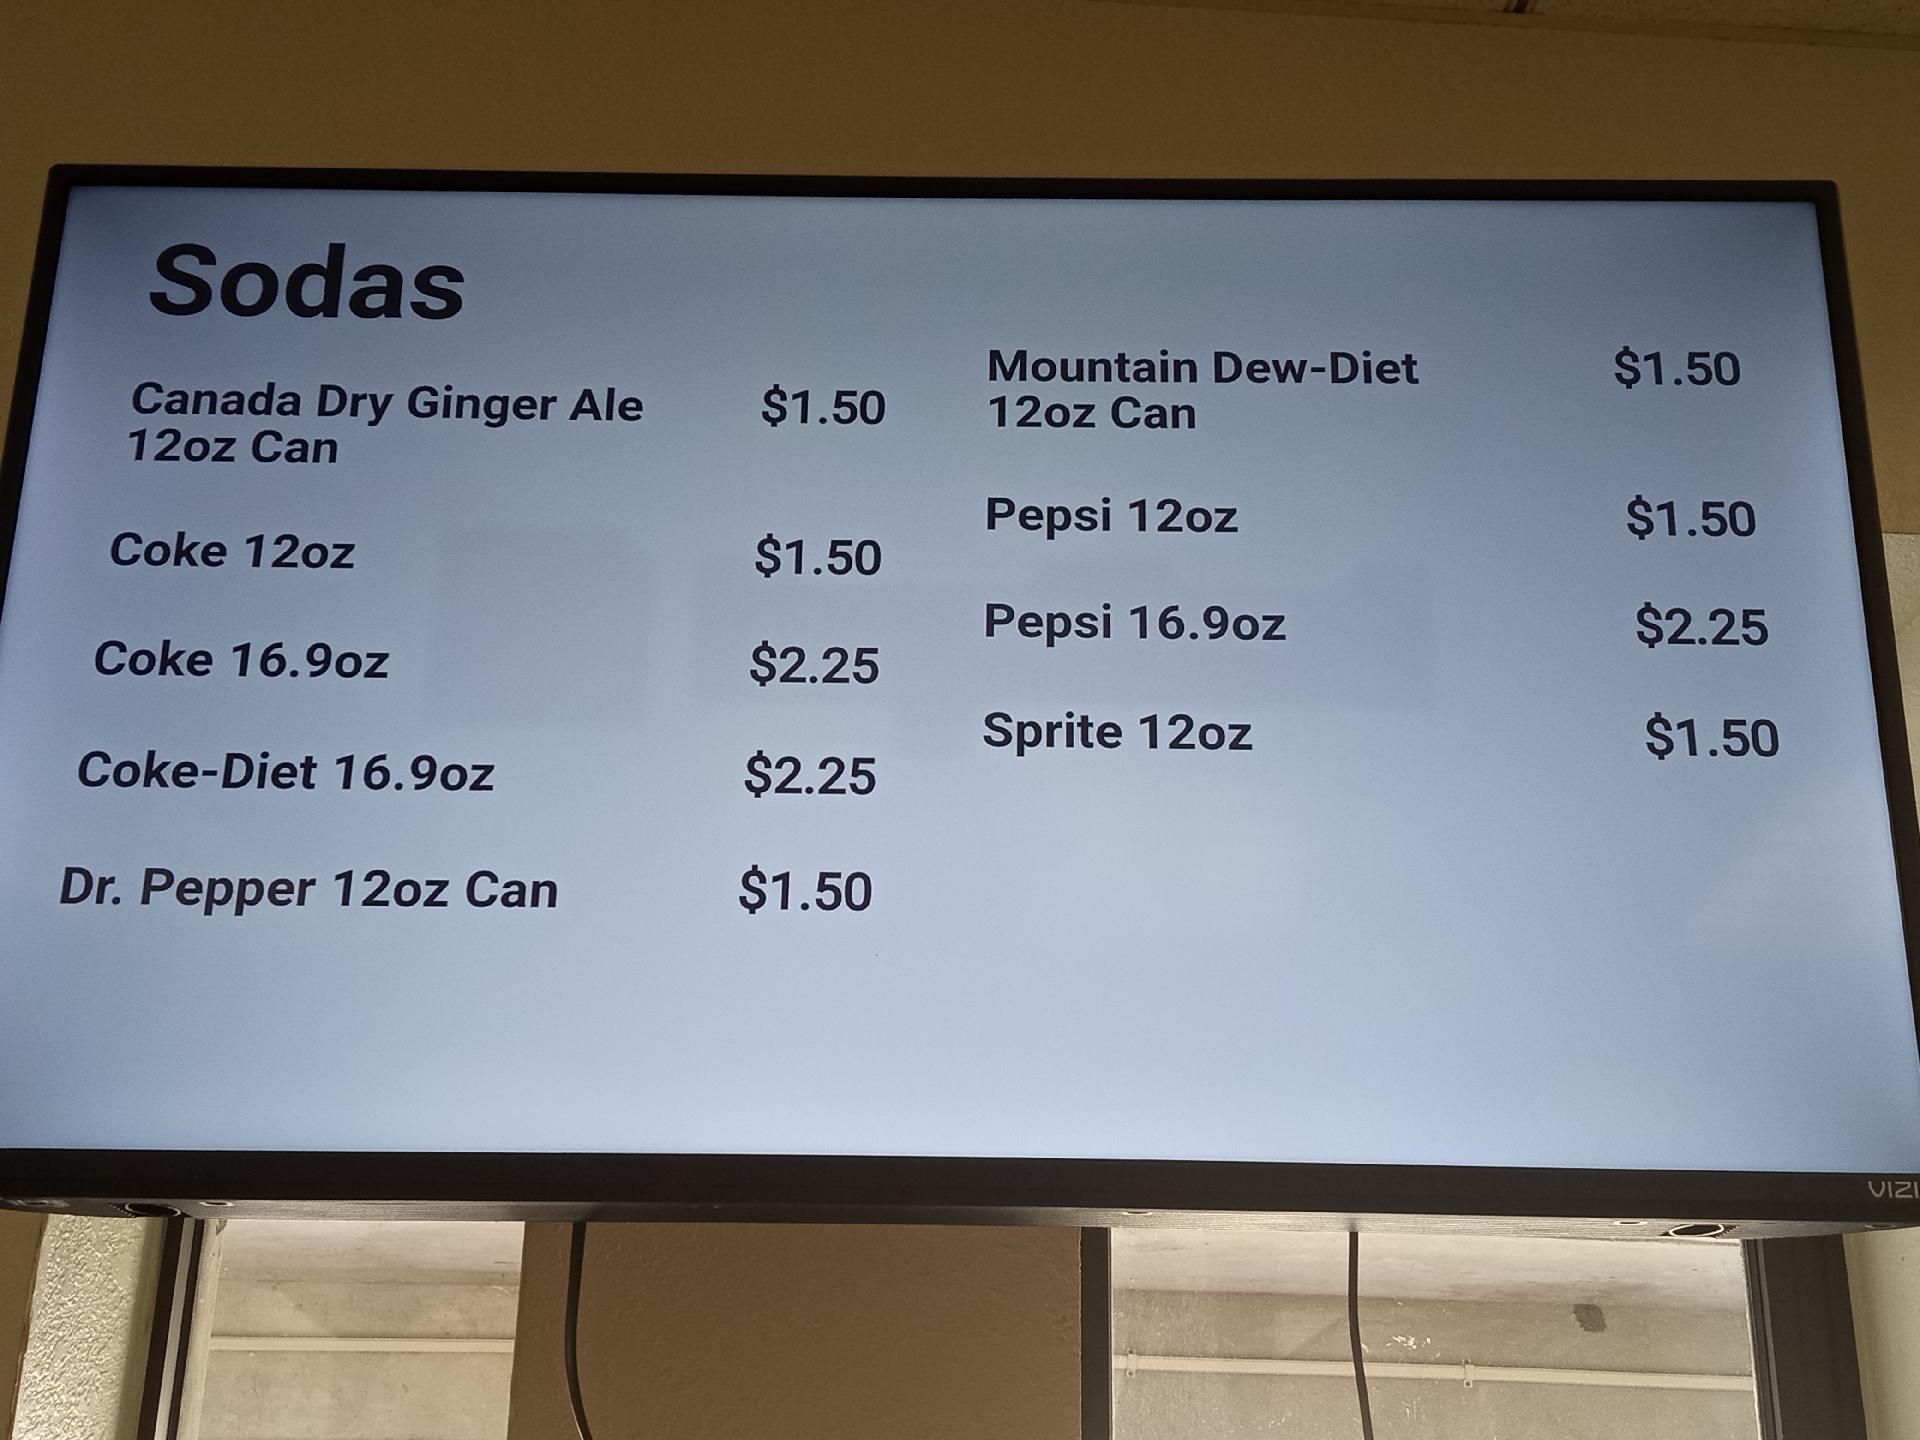 Sodas
Canada Dry Ginger Ale $1.50
12oz Can
Coke 12oz $1.50
Coke 16.9oz $2.25
Coke-Diet 16.9oz $2.25
Dr. Pepper 12oz Can $1.50
Mountain Dew-Diet $1.50
12oz Can
Pepsi 12oz $1.50
Pepsi 16.9oz $2.25
Sprite 12oz $1.50
VIZI